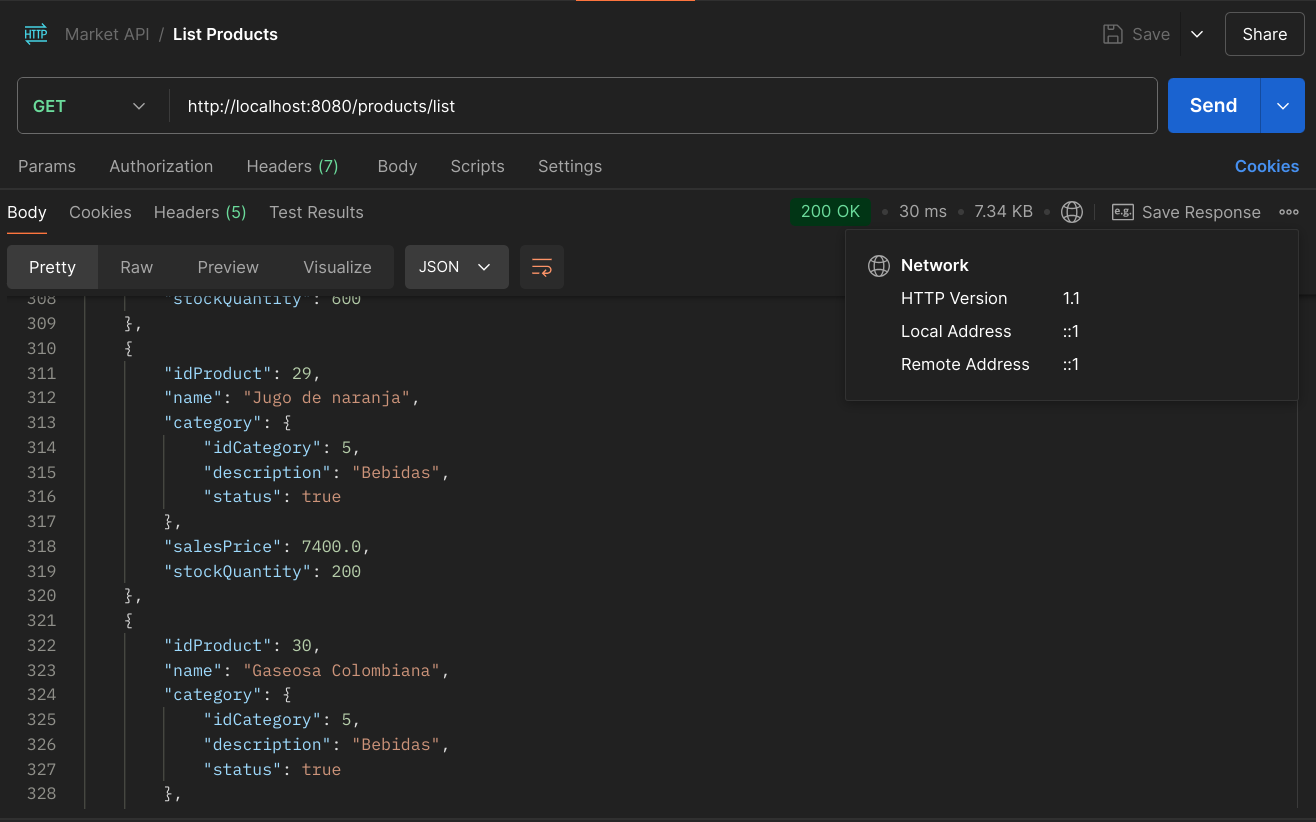 HTTP Market API / List Products Save Share
GET http://localhost:8080/products/list Send
Params Authorization Headers (7) Body Scripts Settings Cookies
Body Cookies Headers (5) Test Results 200 OK • 30 ms • 7.34 KB • e.g. Save Response
Pretty Raw Preview Visualize JSON
Network
HTTP Version 1.1
Local Address ::1
Remote Address ::1
308 "stockQuantity": 600
309 },
310 {
311 "idProduct": 29,
312 "name": "Jugo de naranja",
313 "category": {
314 "idCategory": 5,
315 "description": "Bebidas",
316 "status": true
317 },
318 "salesPrice": 7400.0,
319 "stockQuantity": 200
320 },
321 {
322 "idProduct": 30,
323 "name": "Gaseosa Colombiana",
324 "category": {
325 "idCategory": 5,
326 "description": "Bebidas",
327 "status": true
328 },